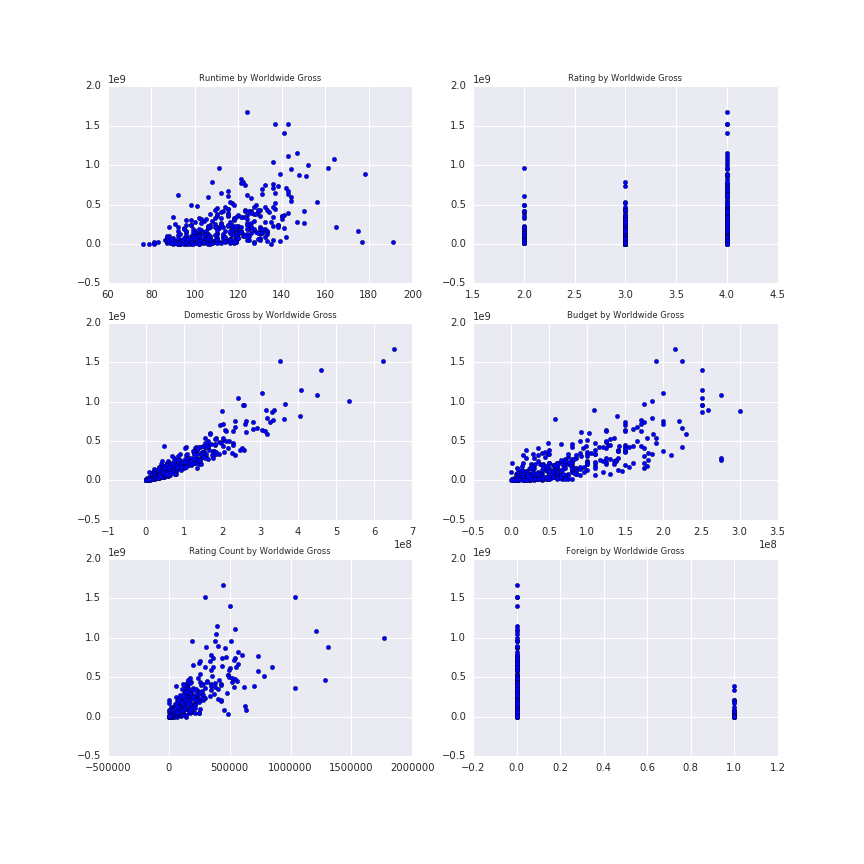 Runtime by Worldwide Gross
1e9
2.0
1.5
1.0
0.5
0.0
−0.5
60 80 100 120 140 160 180 200
Rating by Worldwide Gross
1e9
2.0
1.5
1.0
0.5
0.0
−0.5
1.5 2.0 2.5 3.0 3.5 4.0 4.5
Domestic Gross by Worldwide Gross
1e9
2.0
1.5
1.0
0.5
0.0
−0.5
−1 0 1 2 3 4 5 6 7
1e8
Budget by Worldwide Gross
1e9
2.0
1.5
1.0
0.5
0.0
−0.5
−0.5 0.0 0.5 1.0 1.5 2.0 2.5 3.0 3.5
1e8
Rating Count by Worldwide Gross
1e9
2.0
1.5
1.0
0.5
0.0
−0.5
−500000 0 500000 1000000 1500000 2000000
Foreign by Worldwide Gross
1e9
2.0
1.5
1.0
0.5
0.0
−0.5
−0.2 0.0 0.2 0.4 0.6 0.8 1.0 1.2